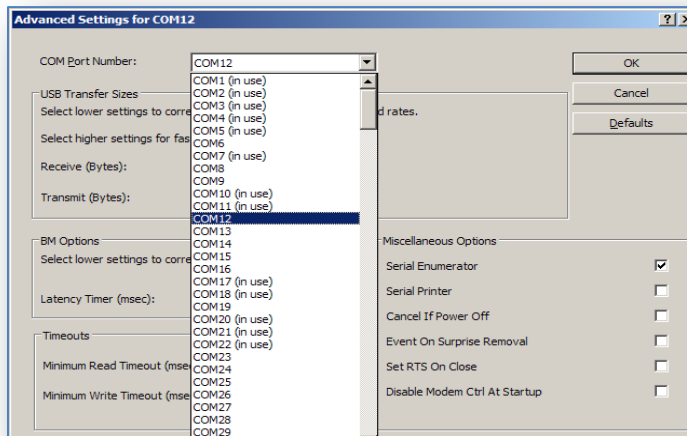 Advanced Settings for COM12
COM Port Number:
COM12
OK
Cancel
Defaults
COM1 (in use)
COM2 (in use)
COM3 (in use)
COM4 (in use)
COM5 (in use)
COM6
COM7 (in use)
COM8
COM9
COM10 (in use)
COM11 (in use)
COM12
COM13
COM14
COM15
COM16
COM17 (in use)
COM18 (in use)
COM19
COM20 (in use)
COM21 (in use)
COM22 (in use)
COM23
COM24
COM25
COM26
COM27
COM28
COM29
USB Transfer Sizes
Select lower settings to corre d rates.
Select higher settings for fas
Receive (Bytes):
Transmit (Bytes):
BM Options
Select lower settings to corre
Latency Timer (msec):
Timeouts
Minimum Read Timeout (mse
Minimum Write Timeout (mse
Miscellaneous Options
Serial Enumerator
Serial Printer
Cancel If Power Off
Event On Surprise Removal
Set RTS On Close
Disable Modem Ctrl At Startup